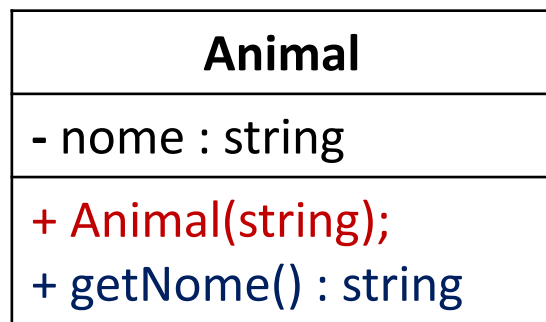 Animal
- nome : string
+ Animal(string);
+ getNome() : string